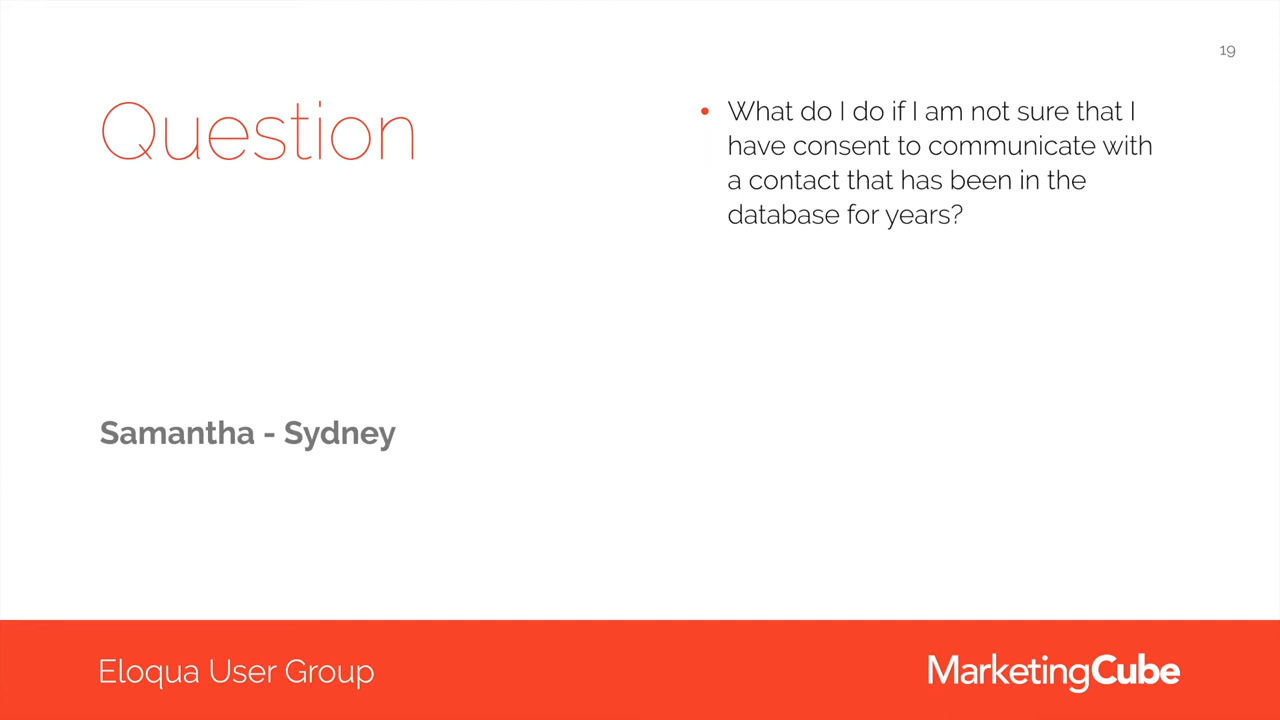 19
Question
• What do I do if I am not sure that I
have consent to communicate with
a contact that has been in the
database for years?
Samantha - Sydney
Eloqua User Group
MarketingCube